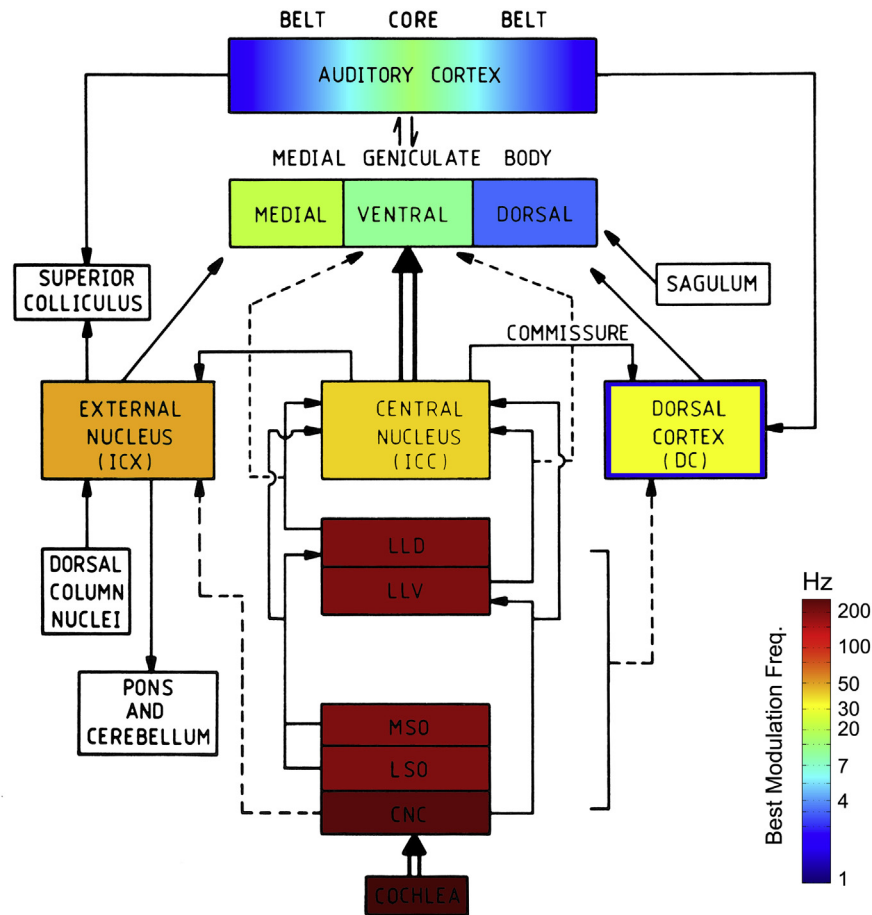 BELT CORE BELT
AUDITORY CORTEX
MEDIAL GENICULATE BODY
MEDIAL VENTRAL DORSAL
SUPERIOR
COLLICULUS
SAGULUM
COMMISSURE
EXTERNAL
NUCLEUS
(ICX)
CENTRAL
NUCLEUS
(ICC)
DORSAL
CORTEX
(DC)
LLD
LLV
DORSAL
COLUMN
NUCLEI
PONS
AND
CEREBELLUM
MSO
LSO
CNC
COCHLEA
Hz
Best Modulation Freq.
200
100
50
30
20
7
4
1